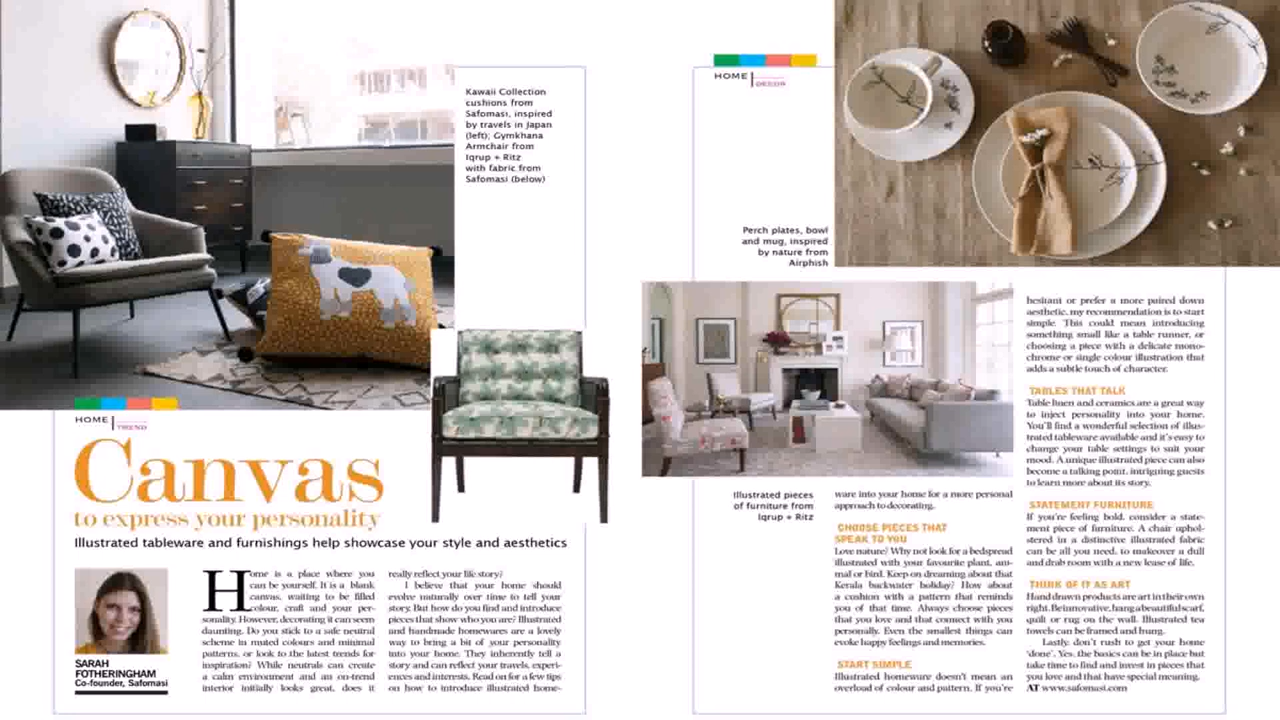 Kawaii Collection
cushions from
Safomasi, inspired
by travels in Japan
(left); Gymkhana
Armchair from
Iqrup + Ritz
with fabric from
Safomasi (below)
HOME
TREND
Canvas
to express your personality
Illustrated tableware and furnishings help showcase your style and aesthetics
SARAH
FOTHERINGHAM
Co-founder, Safomasi
Home is a place where you
can be yourself. It is a blank
canvas, waiting to be filled
colour, craft and your per-
sonality. However, decorating it can seem
daunting. Do you stick to a safe neutral
scheme in muted colours and minimal
patterns, or look to the latest trends for
inspiration? While neutrals can create
a calm environment and an on-trend
interior initially looks great, does it
really reflect your life story?
I believe that your home should
evolve naturally over time to tell your
story. But how do you find and introduce
pieces that show who you are? Illustrated
and handmade homewares are a lovely
way to bring a bit of your personality
into your home. They inherently tell a
story and can reflect your travels, experi-
ences and interests. Read on for a few tips
on how to introduce illustrated home-
HOME
DECOR
Perch plates, bowl
and mug, inspired
by nature from
Airphish
Illustrated pieces
of furniture from
Iqrup + Ritz
ware into your home for a more personal
approach to decorating.
CHOOSE PIECES THAT
SPEAK TO YOU
Love nature? Why not look for a bedspread
illustrated with your favourite plant, ani-
mal or bird. Keep on dreaming about that
Kerala backwater holiday? How about
a cushion with a pattern that reminds
you of that time. Always choose pieces
that you love and that connect with you
personally. Even the smallest things can
evoke happy feelings and memories.
START SIMPLE
Illustrated homeware doesn't mean an
overload of colour and pattern. If you're
hesitant or prefer a more paired down
aesthetic, my recommendation is to start
simple. This could mean introducing
something small like a table runner, or
choosing a piece with a delicate mono-
chrome or single colour illustration that
adds a subtle touch of character.
TABLES THAT TALK
Table linen and ceramics are a great way
to inject personality into your home.
You'll find a wonderful selection of illus-
trated tableware available and it's easy to
change your table settings to suit your
mood. A unique illustrated piece can also
become a talking point, intriguing guests
to learn more about its story.
STATEMENT FURNITURE
If you're feeling bold, consider a state-
ment piece of furniture. A chair uphol-
stered in a distinctive illustrated fabric
can be all you need, to makeover a dull
and drab room with a new lease of life.
THINK OF IT AS ART
Hand drawn products are art in their own
right. Be innovative, hang a beautiful scarf,
quilt or rug on the wall. Illustrated tea
towels can be framed and hung.
Lastly, don't rush to get your home
'done'. Yes, the basics can be in place but
take time to find and invest in pieces that
you love and that have special meaning.
AT www.safomasi.com